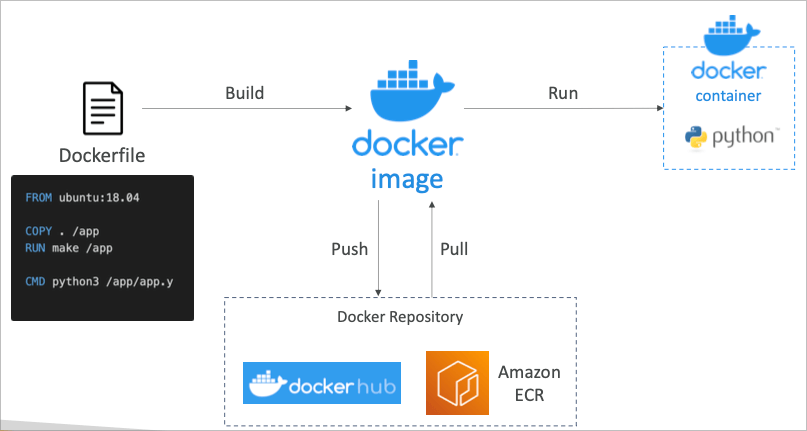 Dockerfile
FROM ubuntu:18.04
COPY . /app
RUN make /app
CMD python3 /app/app.y
Build
docker
image
Run
docker
container
python™
Push
Pull
Docker Repository
docker hub
Amazon
ECR